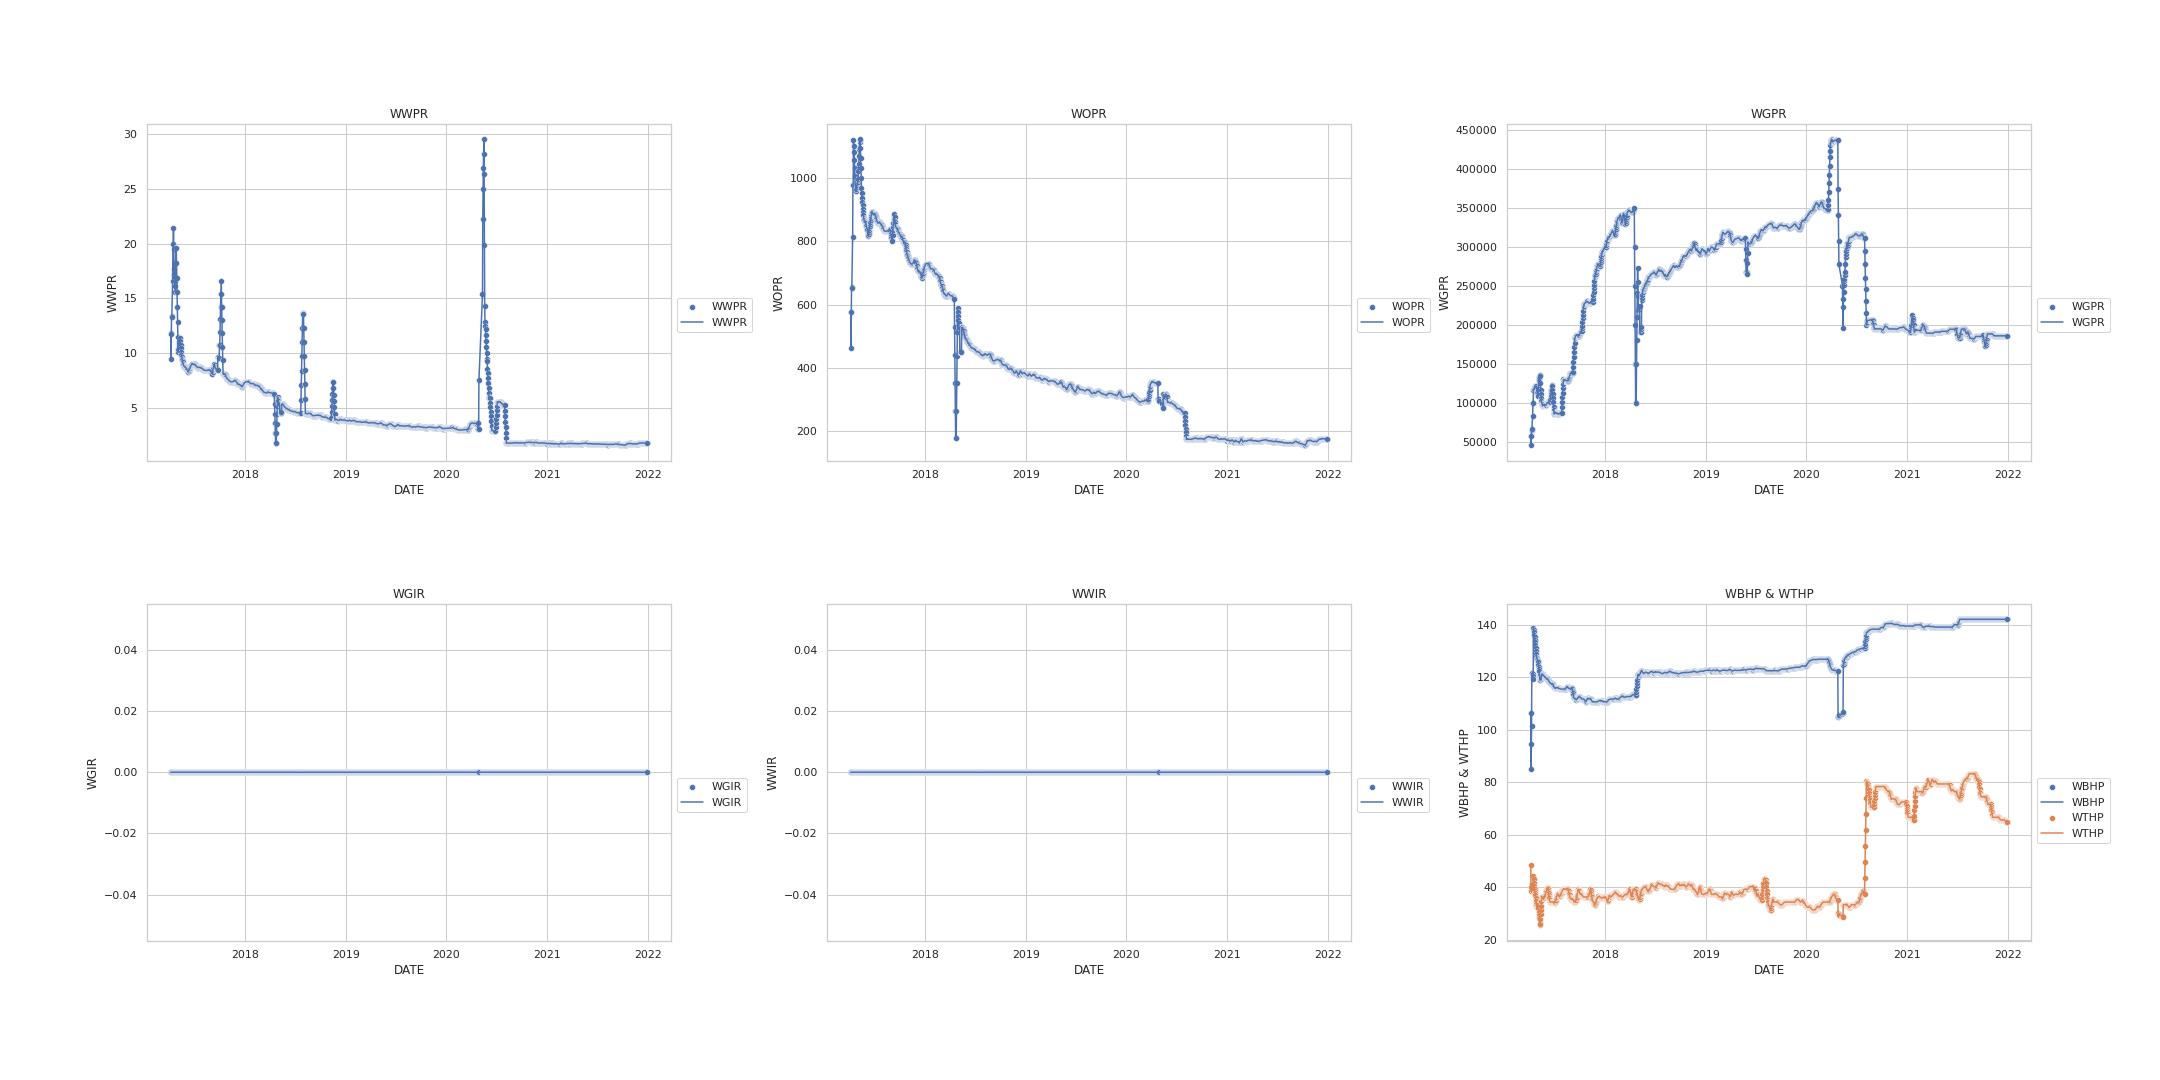 WWPR
30
25
20
15
10
5
WWPR
2018 2019 2020 2021 2022
DATE
WWPR
WWPR
WOPR
1000
800
600
400
200
WOPR
2018 2019 2020 2021 2022
DATE
WOPR
WOPR
WGPR
450000
400000
350000
300000
250000
200000
150000
100000
50000
WGPR
2018 2019 2020 2021 2022
DATE
WGPR
WGPR
WGIR
0.04
0.02
0.00
−0.02
−0.04
WGIR
2018 2019 2020 2021 2022
DATE
WGIR
WGIR
WWIR
0.04
0.02
0.00
−0.02
−0.04
WWIR
2018 2019 2020 2021 2022
DATE
WWIR
WWIR
WBHP & WTHP
140
120
100
80
60
40
20
WBHP & WTHP
2018 2019 2020 2021 2022
DATE
WBHP
WBHP
WTHP
WTHP